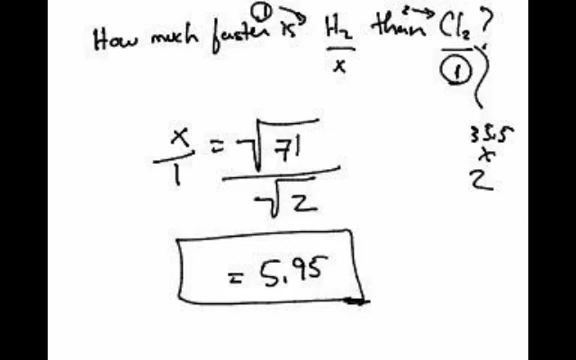 How much faster is ① H₂ than 2 Cl₂?
x ①
35.5
x
2
x/1 = √71/√2
= 5.95